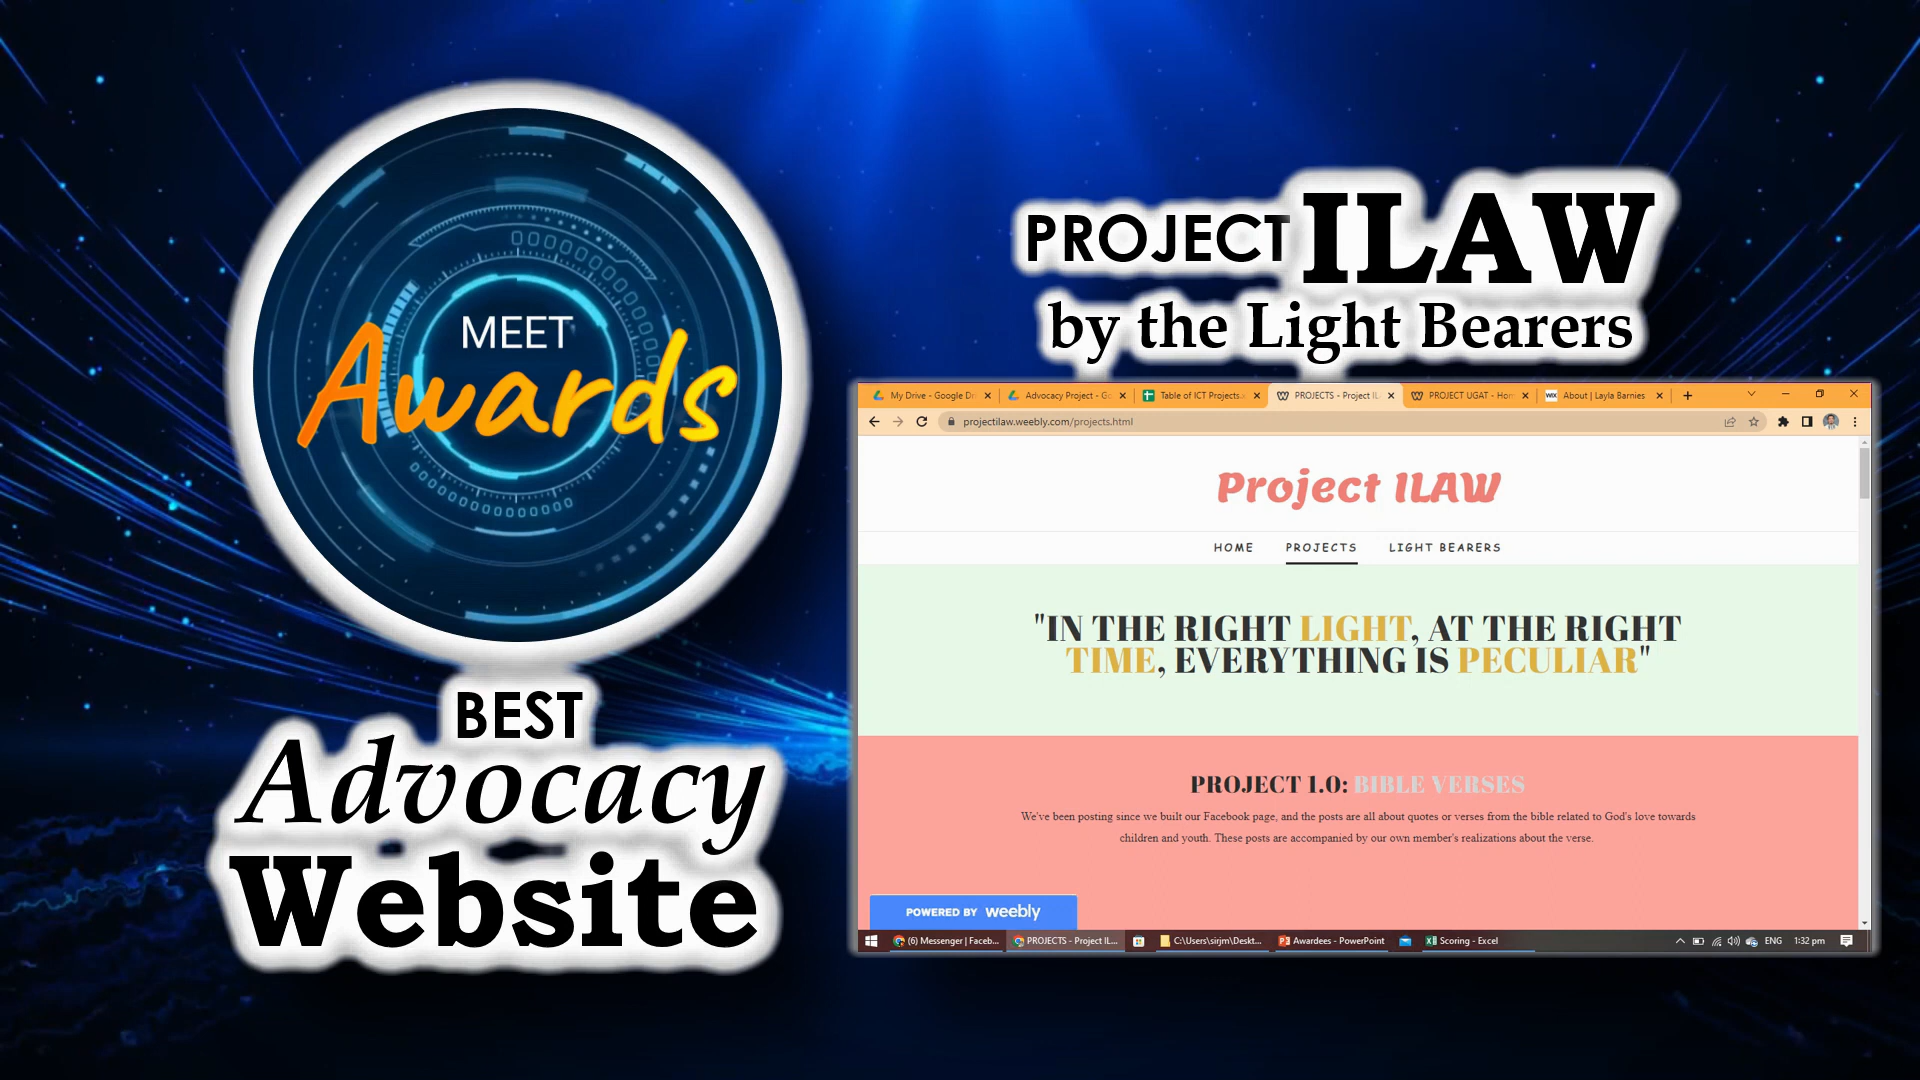 MEET
Awards
BEST
Advocacy
Website
PROJECT ILAW
by the Light Bearers
My Drive - Google Dr
Advocacy Project - Go
Table of ICT Projects.
PROJECTS - Project IL
PROJECT UGAT - Hom
WIX About | Layla Barnies
projectilaw.weebly.com/projects.html
Project ILAW
HOME PROJECTS LIGHT BEARERS
"IN THE RIGHT LIGHT, AT THE RIGHT
TIME, EVERYTHING IS PECULIAR"
PROJECT 1.0: BIBLE VERSES
We've been posting since we built our Facebook page, and the posts are all about quotes or verses from the bible related to God's love towards
children and youth. These posts are accompanied by our own member's realizations about the verse.
POWERED BY weebly
(6) Messenger | Faceb... PROJECTS - Project IL... C:\Users\sirjm\Deskt... Awardees - PowerPoint Scoring - Excel ENG 1:32 pm